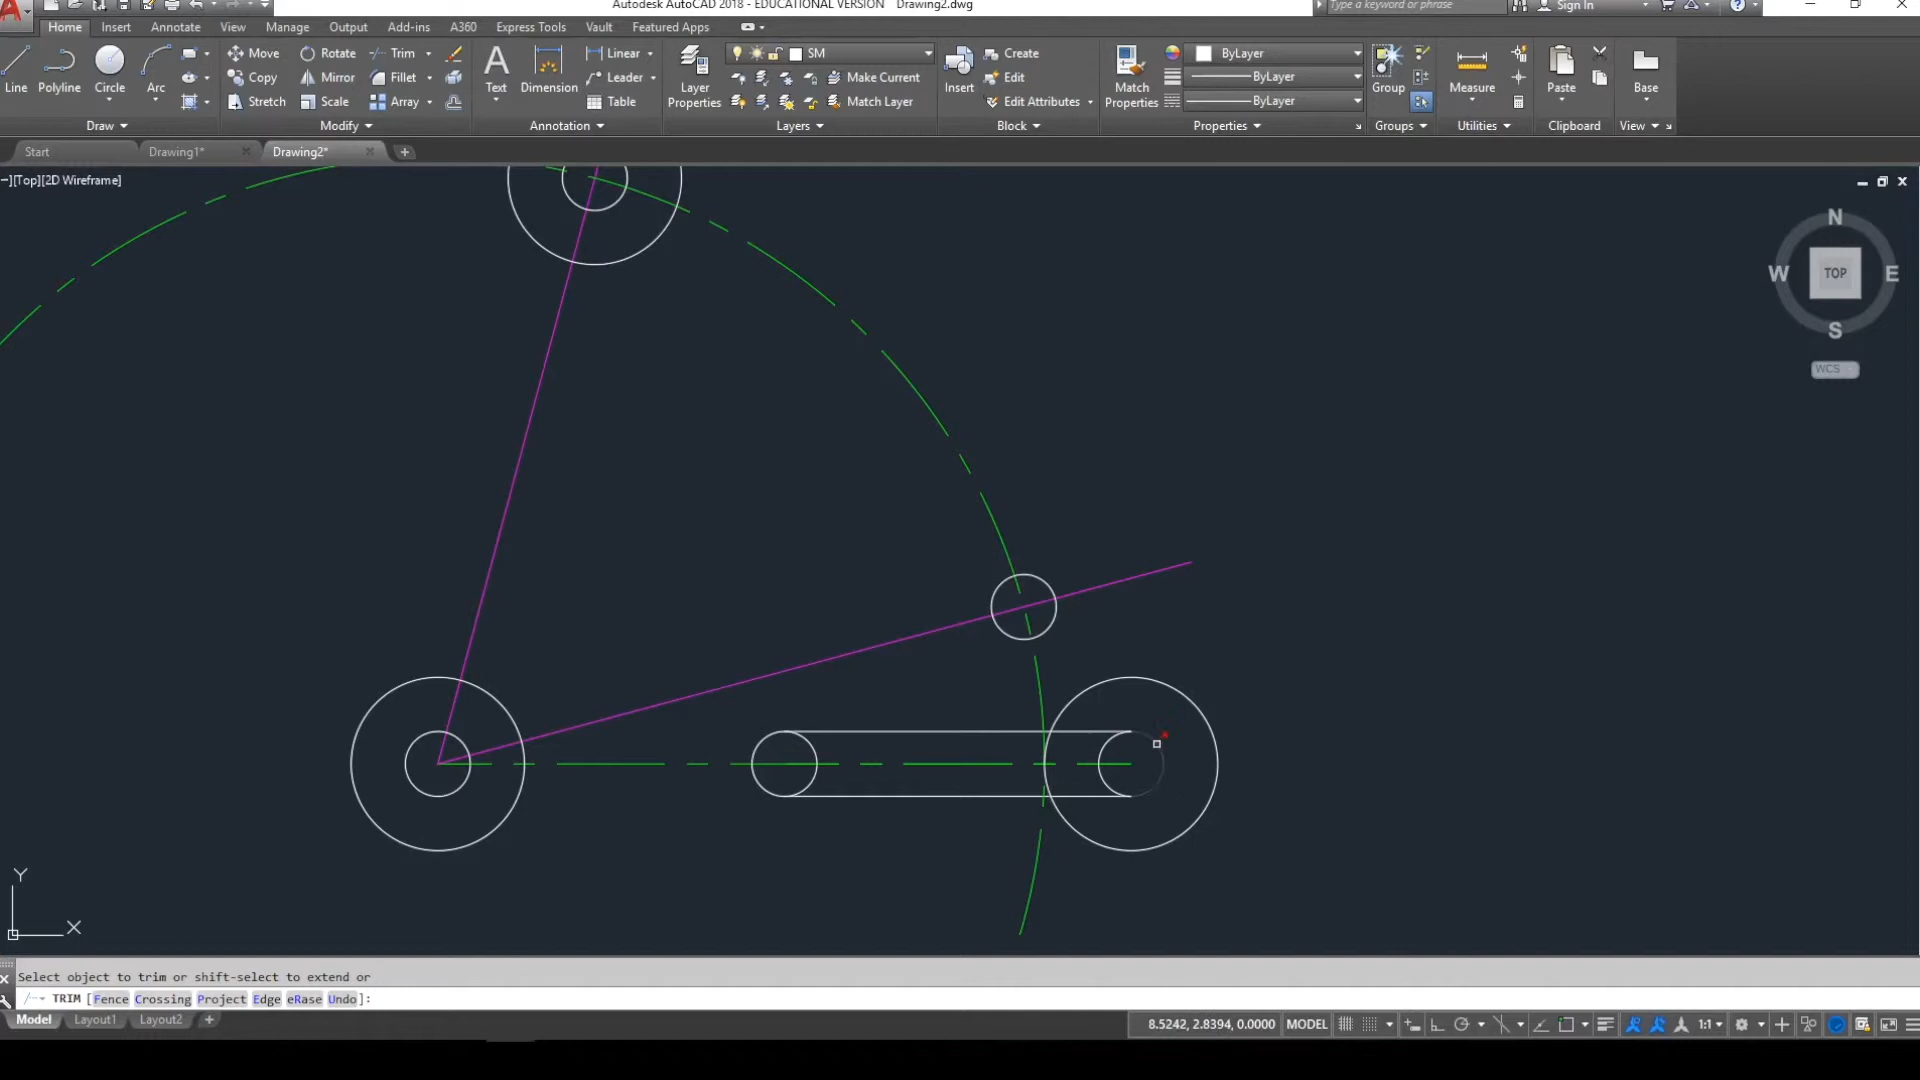 Autodesk AutoCAD 2018 - EDUCATIONAL VERSION Drawing2.dwg
Type a keyword or phrase
Sign In
Home Insert Annotate View Manage Output Add-ins A360 Express Tools Vault Featured Apps
Line Polyline Circle Arc
Move Rotate Trim
Copy Mirror Fillet
Stretch Scale Array
Text Dimension
Linear
Leader
Table
Layer Properties
SM
Make Current
Match Layer
Insert
Create
Edit
Edit Attributes
Match Properties
ByLayer
ByLayer
ByLayer
Group
Measure
Paste
Base
Draw Modify Annotation Layers Block Properties Groups Utilities Clipboard View
Start Drawing1* Drawing2*
−][Top][2D Wireframe]
N
W TOP E
S
WCS
Y
X
Select object to trim or shift-select to extend or
TRIM [Fence Crossing Project Edge eRase Undo]:
Model Layout1 Layout2 +
8.5242, 2.8394, 0.0000 MODEL 1:1